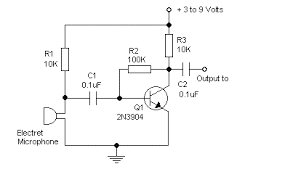 + 3 to 9 Volts
R1
10K
R2
100K
R3
10K
C1
0.1uF
Output to
C2
0.1uF
Q1
2N3904
Electret
Microphone